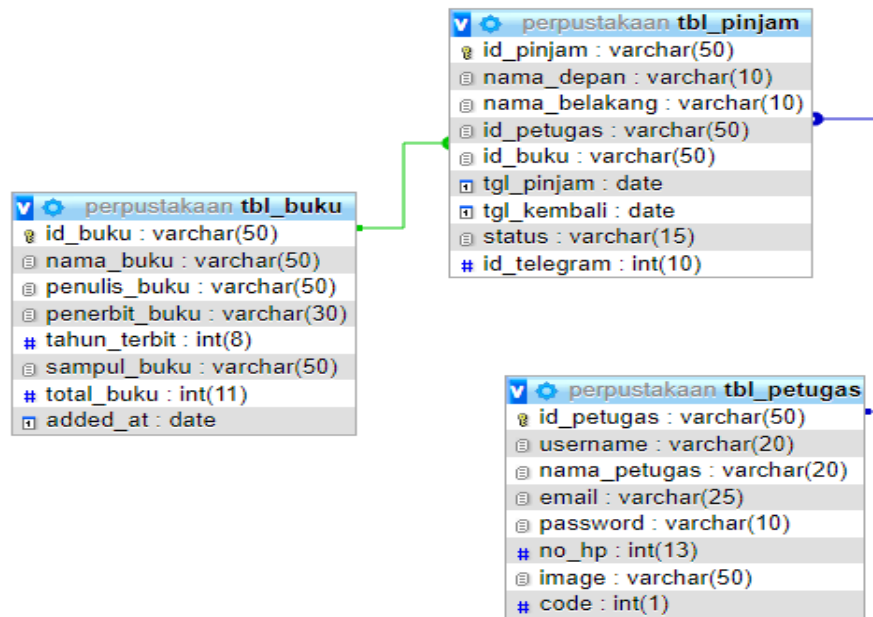 perpustakaan tbl_pinjam
id_pinjam : varchar(50)
nama_depan : varchar(10)
nama_belakang : varchar(10)
id_petugas : varchar(50)
id_buku : varchar(50)
tgl_pinjam : date
tgl_kembali : date
status : varchar(15)
# id_telegram : int(10)
perpustakaan tbl_buku
id_buku : varchar(50)
nama_buku : varchar(50)
penulis_buku : varchar(50)
penerbit_buku : varchar(30)
# tahun_terbit : int(8)
sampul_buku : varchar(50)
# total_buku : int(11)
added_at : date
perpustakaan tbl_petugas
id_petugas : varchar(50)
username : varchar(20)
nama_petugas : varchar(20)
email : varchar(25)
password : varchar(10)
# no_hp : int(13)
image : varchar(50)
# code : int(1)